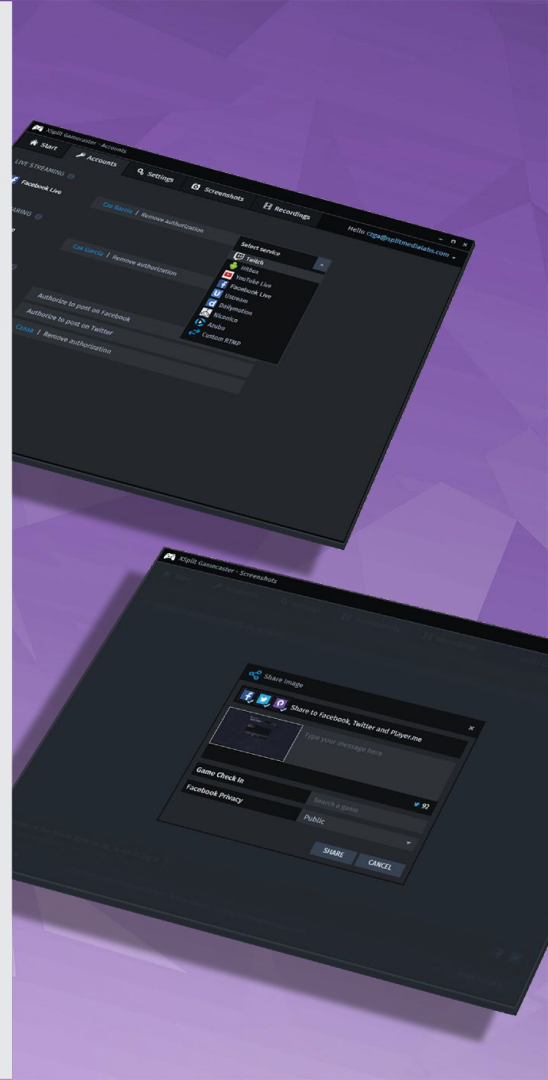 XSplit Gamecaster - Accounts
Start
Accounts
Settings
Screenshots
Recordings
Hello czga@splitmedialabs.com
LIVE STREAMING
Facebook Live
Cza Garcia | Remove authorization
Select service
Twitch
Hitbox
YouTube Live
Facebook Live
Ustream
Dailymotion
Niconico
Azubu
Custom RTMP
Cza Garcia | Remove authorization
Authorize to post on Facebook
Authorize to post on Twitter
Remove authorization
XSplit Gamecaster - Screenshots
Share Image
Share to Facebook, Twitter and Player.me
Type your message here
92
Game Check In
Search a game
Facebook Privacy
Public
SHARE
CANCEL